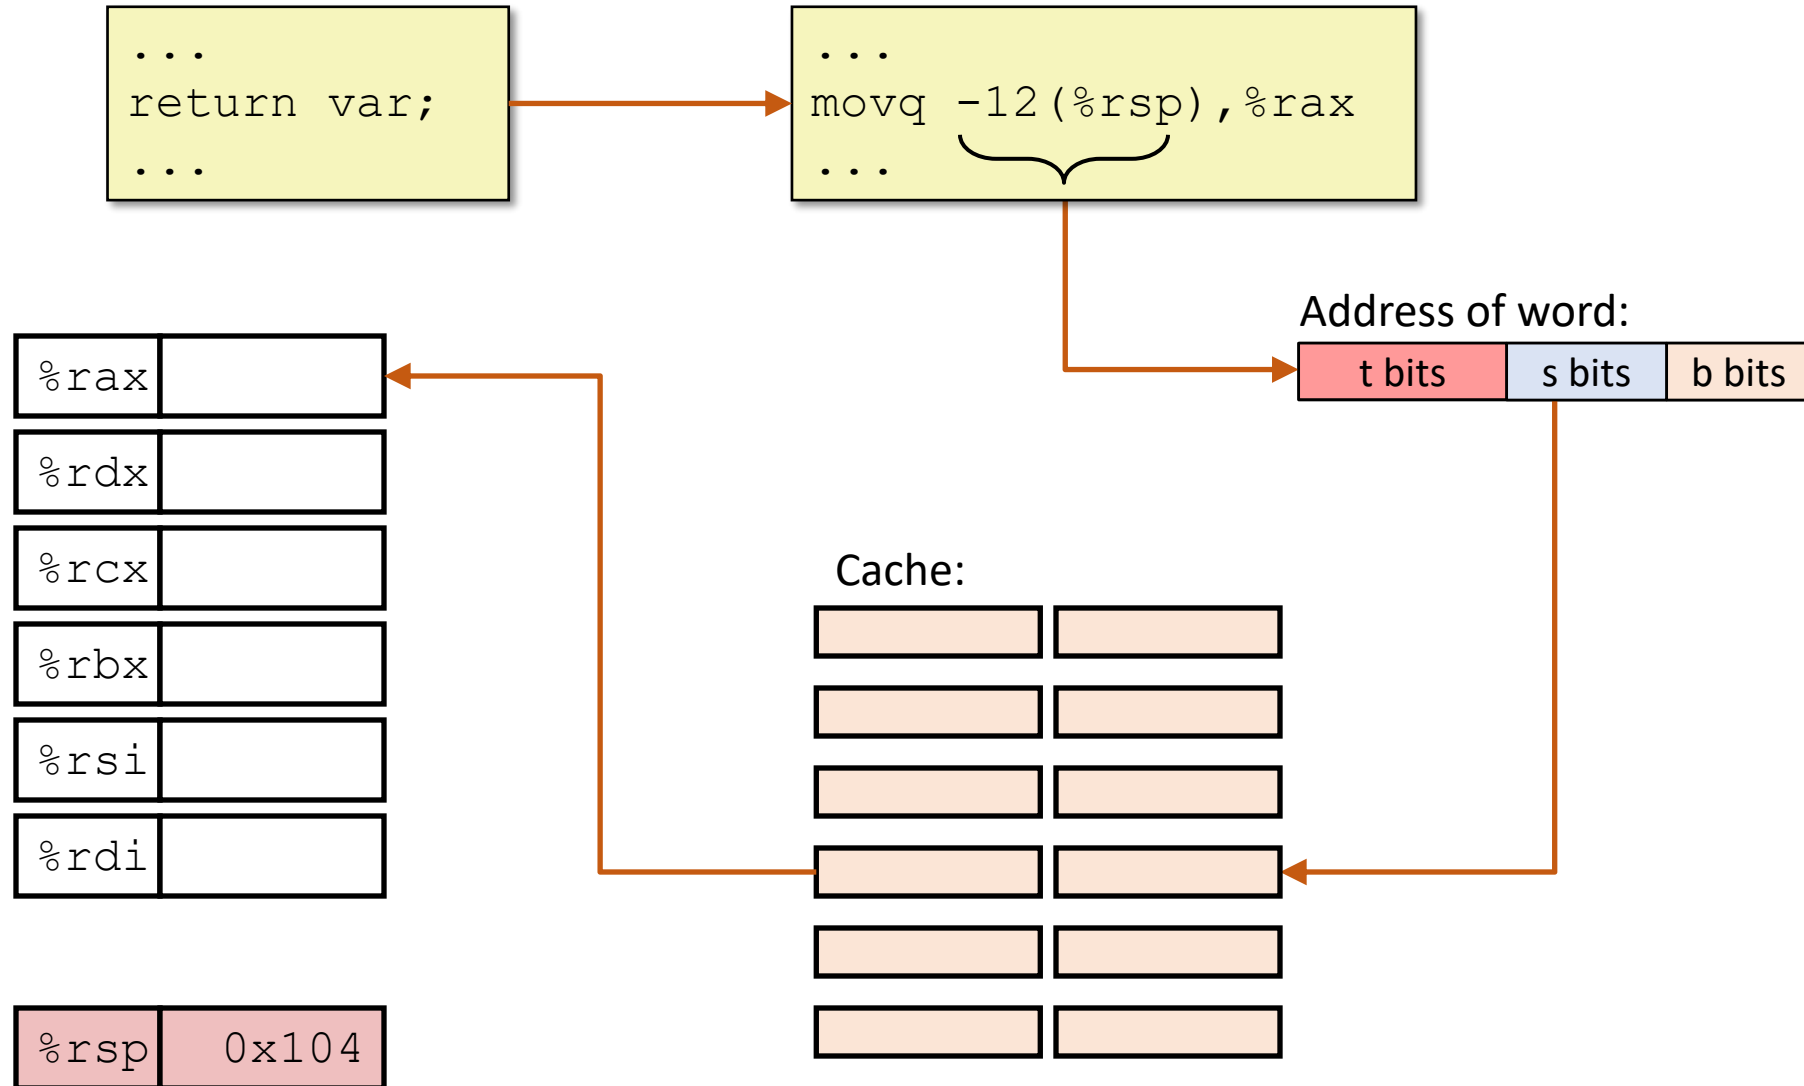 ...
return var;
...
...
movq -12(%rsp),%rax
...
Address of word:
t bits s bits b bits
%rax
%rdx
%rcx
%rbx
%rsi
%rdi
%rsp 0x104
Cache: